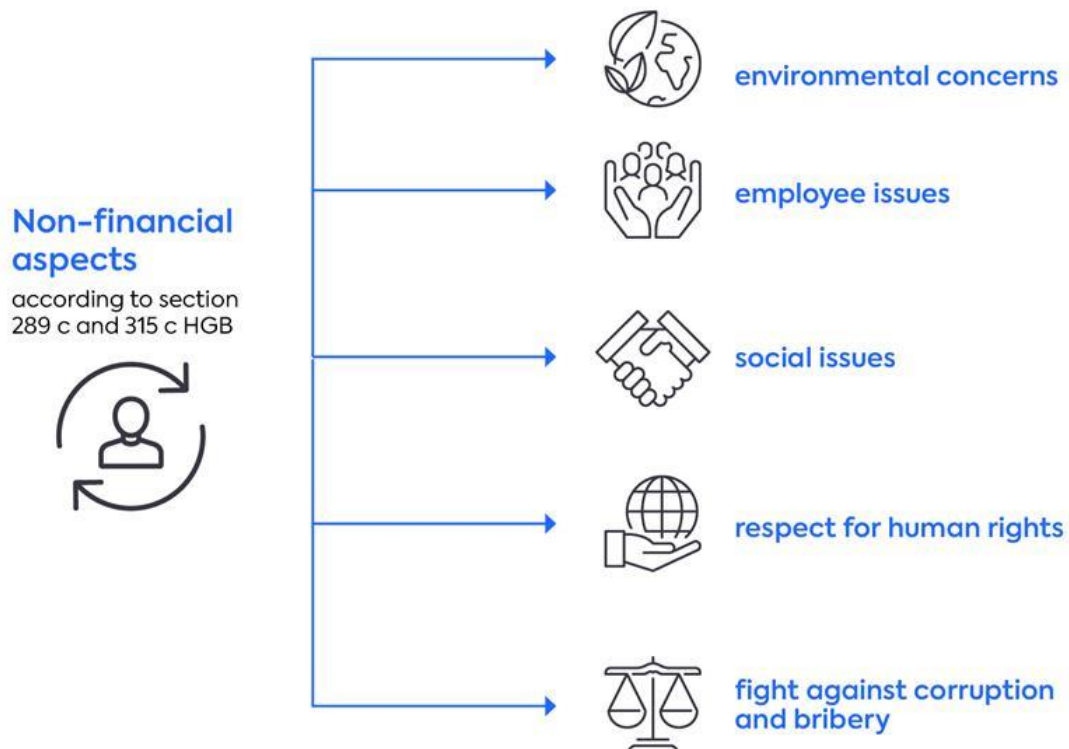 Non-financial
aspects
according to section
289 c and 315 c HGB
environmental concerns
employee issues
social issues
respect for human rights
fight against corruption
and bribery